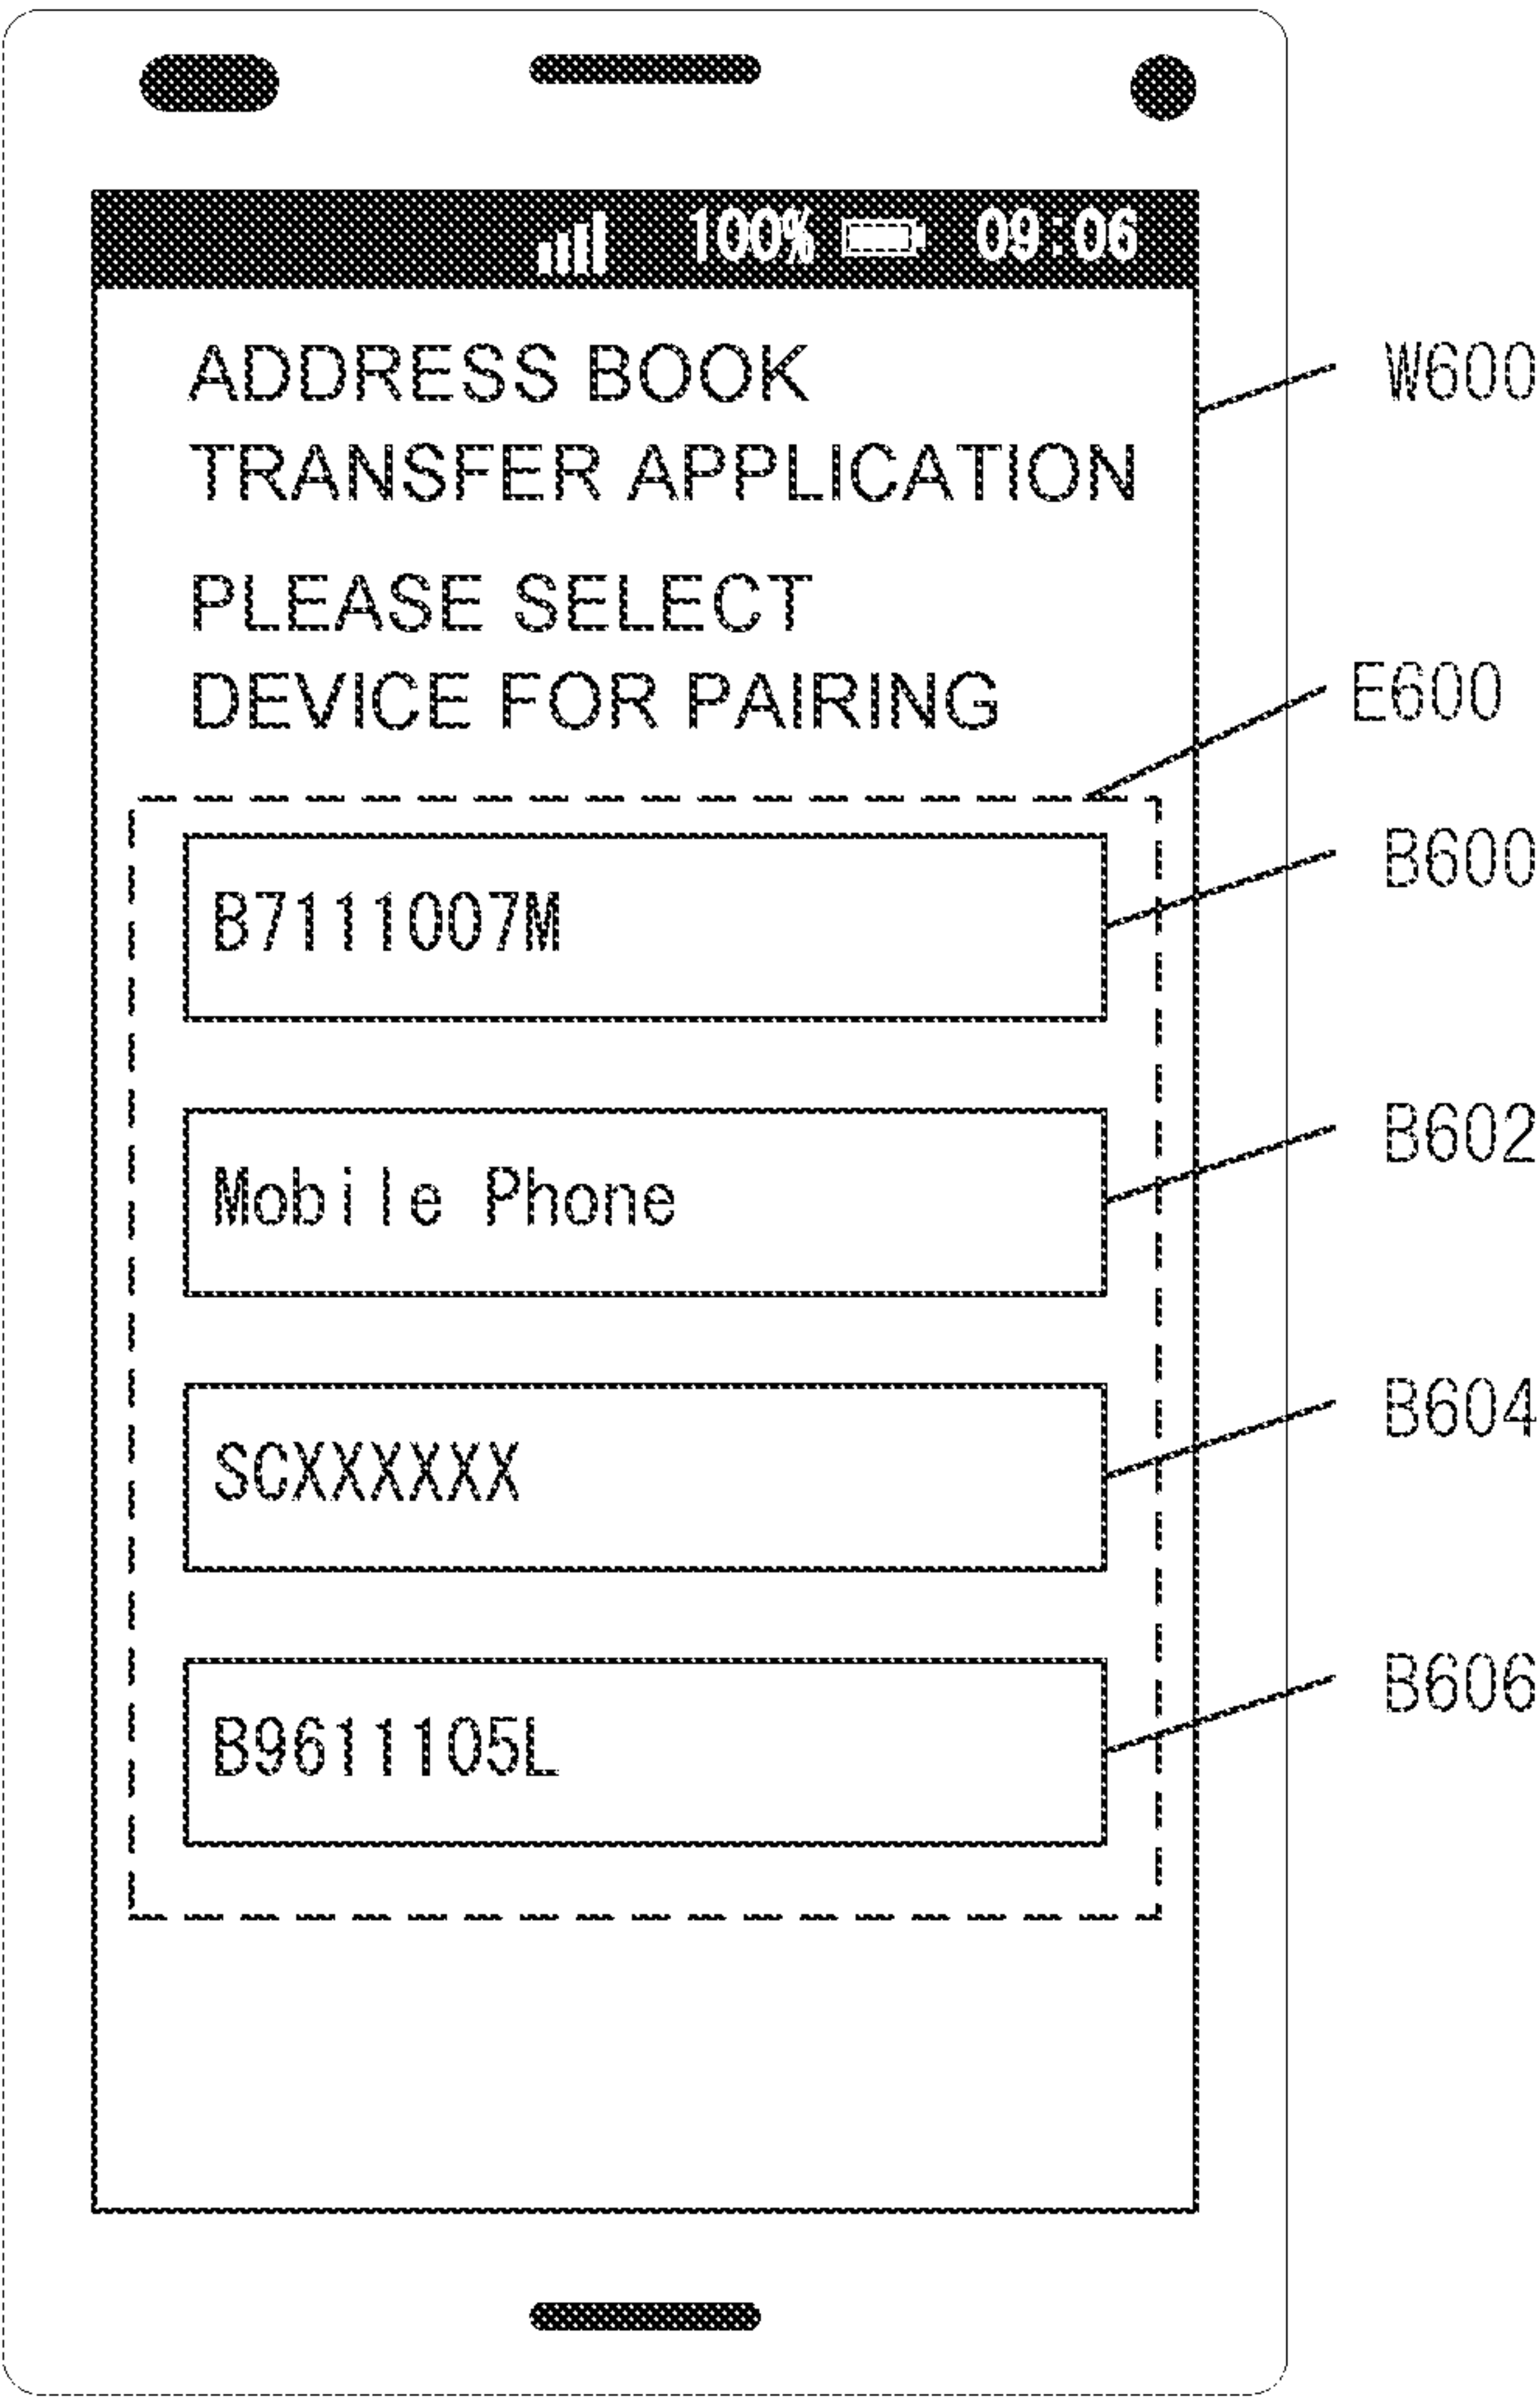 100% 09:06
ADDRESS BOOK
TRANSFER APPLICATION
PLEASE SELECT
DEVICE FOR PAIRING
B7111007M
Mobile Phone
SCXXXXXX
B9611105L
W600
E600
B600
B602
B604
B606